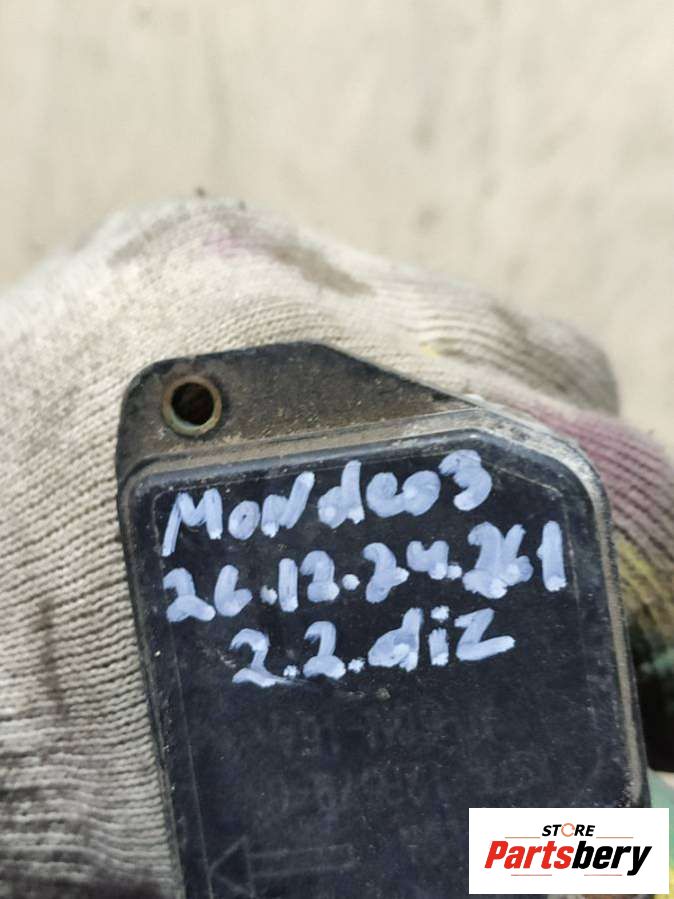 Mondeo3
26.12.24.261
2.2.diz
STORE
Partsbery